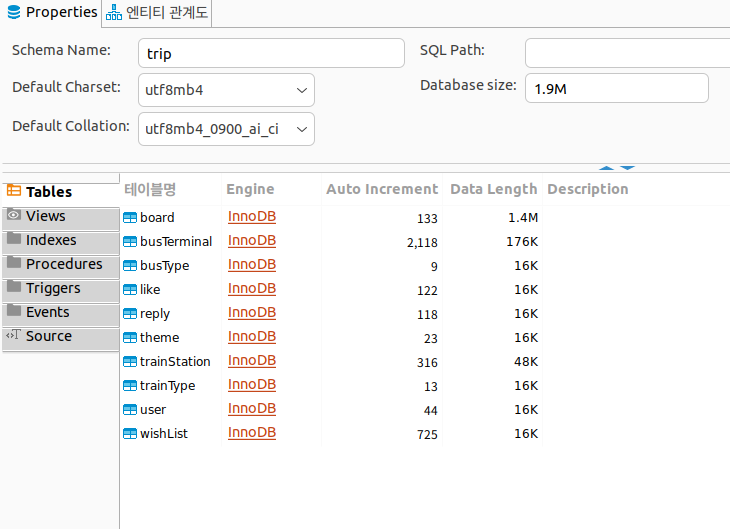 Properties 엔티티 관계도
Schema Name: trip SQL Path:
Default Charset: utf8mb4 Database size: 1.9M
Default Collation: utf8mb4_0900_ai_ci
Tables
Views
Indexes
Procedures
Triggers
Events
Source
테이블명 Engine Auto Increment Data Length Description
board InnoDB 133 1.4M
busTerminal InnoDB 2,118 176K
busType InnoDB 9 16K
like InnoDB 122 16K
reply InnoDB 118 16K
theme InnoDB 23 16K
trainStation InnoDB 316 48K
trainType InnoDB 13 16K
user InnoDB 44 16K
wishList InnoDB 725 16K